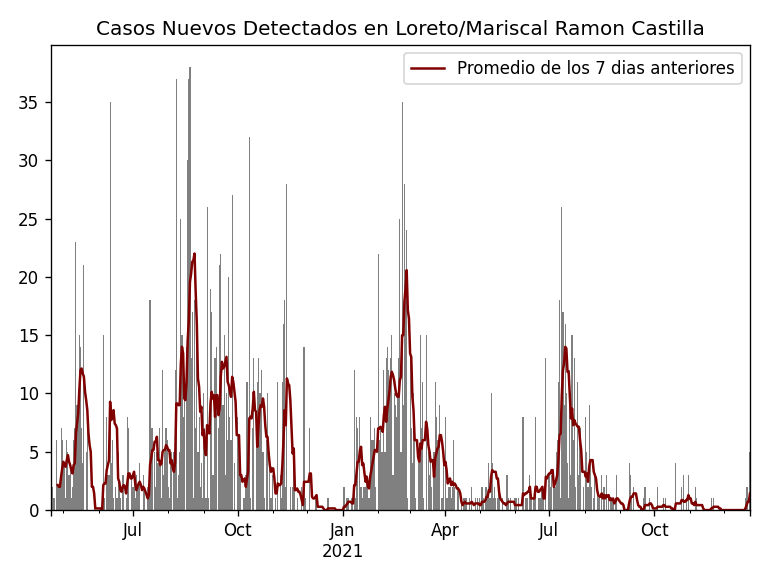 Casos Nuevos Detectados en Loreto/Mariscal Ramon Castilla
Promedio de los 7 dias anteriores
35
30
25
20
15
10
5
0
Jul
Oct
Jan
2021
Apr
Jul
Oct